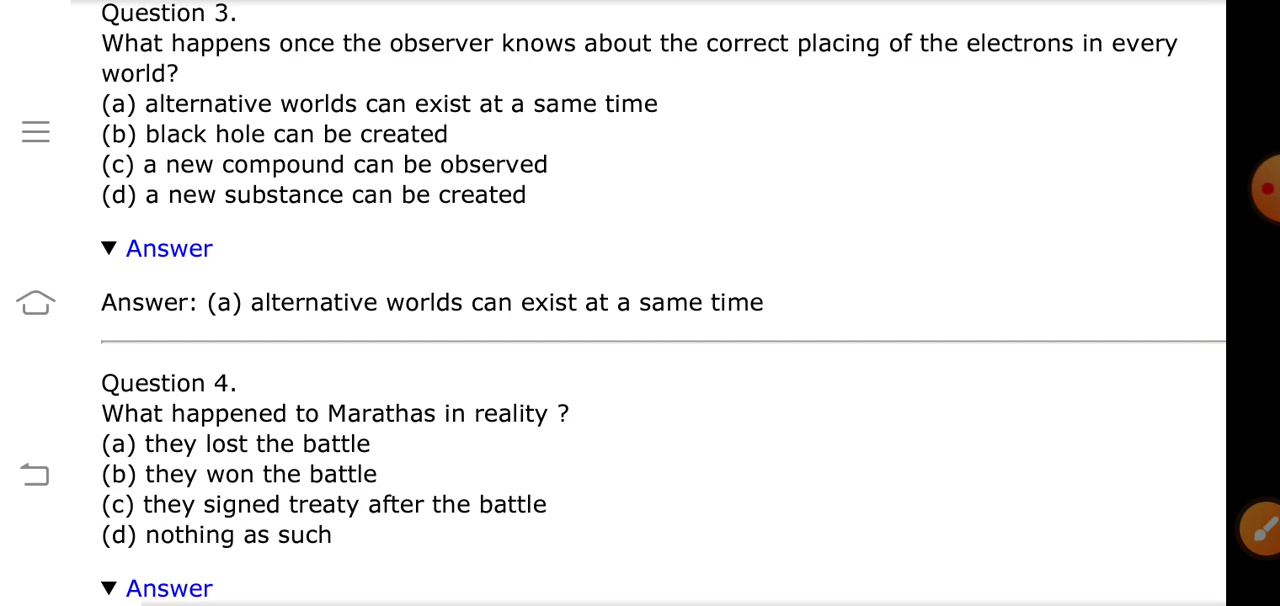 Question 3.
What happens once the observer knows about the correct placing of the electrons in every
world?
(a) alternative worlds can exist at a same time
(b) black hole can be created
(c) a new compound can be observed
(d) a new substance can be created
▼ Answer
Answer: (a) alternative worlds can exist at a same time
Question 4.
What happened to Marathas in reality ?
(a) they lost the battle
(b) they won the battle
(c) they signed treaty after the battle
(d) nothing as such
▼ Answer